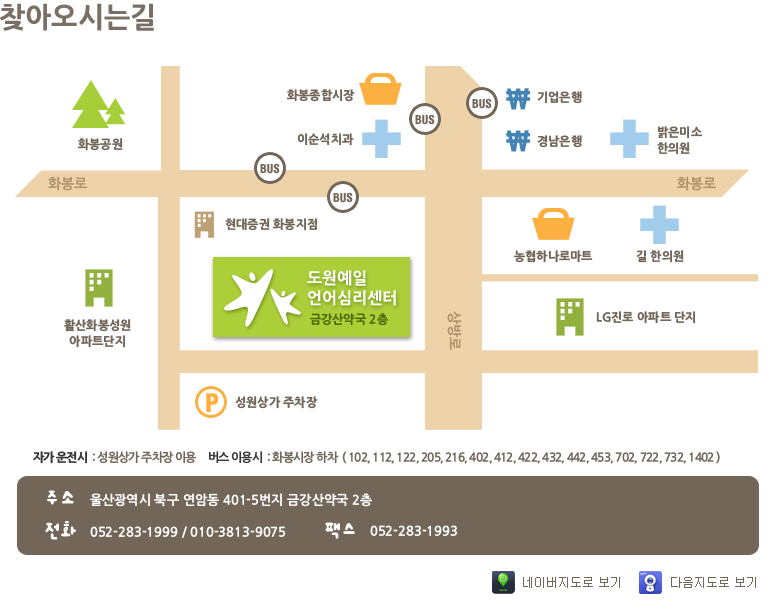 찾아오시는길
화봉종합시장
BUS
기업은행
BUS
이순석치과
경남은행
밝은미소
한의원
화봉공원
BUS
화봉로
화봉로
BUS
현대증권 화봉지점
농협하나로마트
길 한의원
도원예일
언어심리센터
금강산약국 2층
활산화봉성원
아파트단지
상방로
LG진로 아파트 단지
P
성원상가 주차장
자가 운전시 : 성원상가 주차장 이용 버스 이용시 : 화봉시장 하차 ( 102, 112, 122, 205, 216, 402, 412, 422, 432, 442, 453, 702, 722, 732, 1402 )
주소 울산광역시 북구 연암동 401-5번지 금강산약국 2층
전화 052-283-1999 / 010-3813-9075 팩스 052-283-1993
네이버지도로 보기 다음지도로 보기